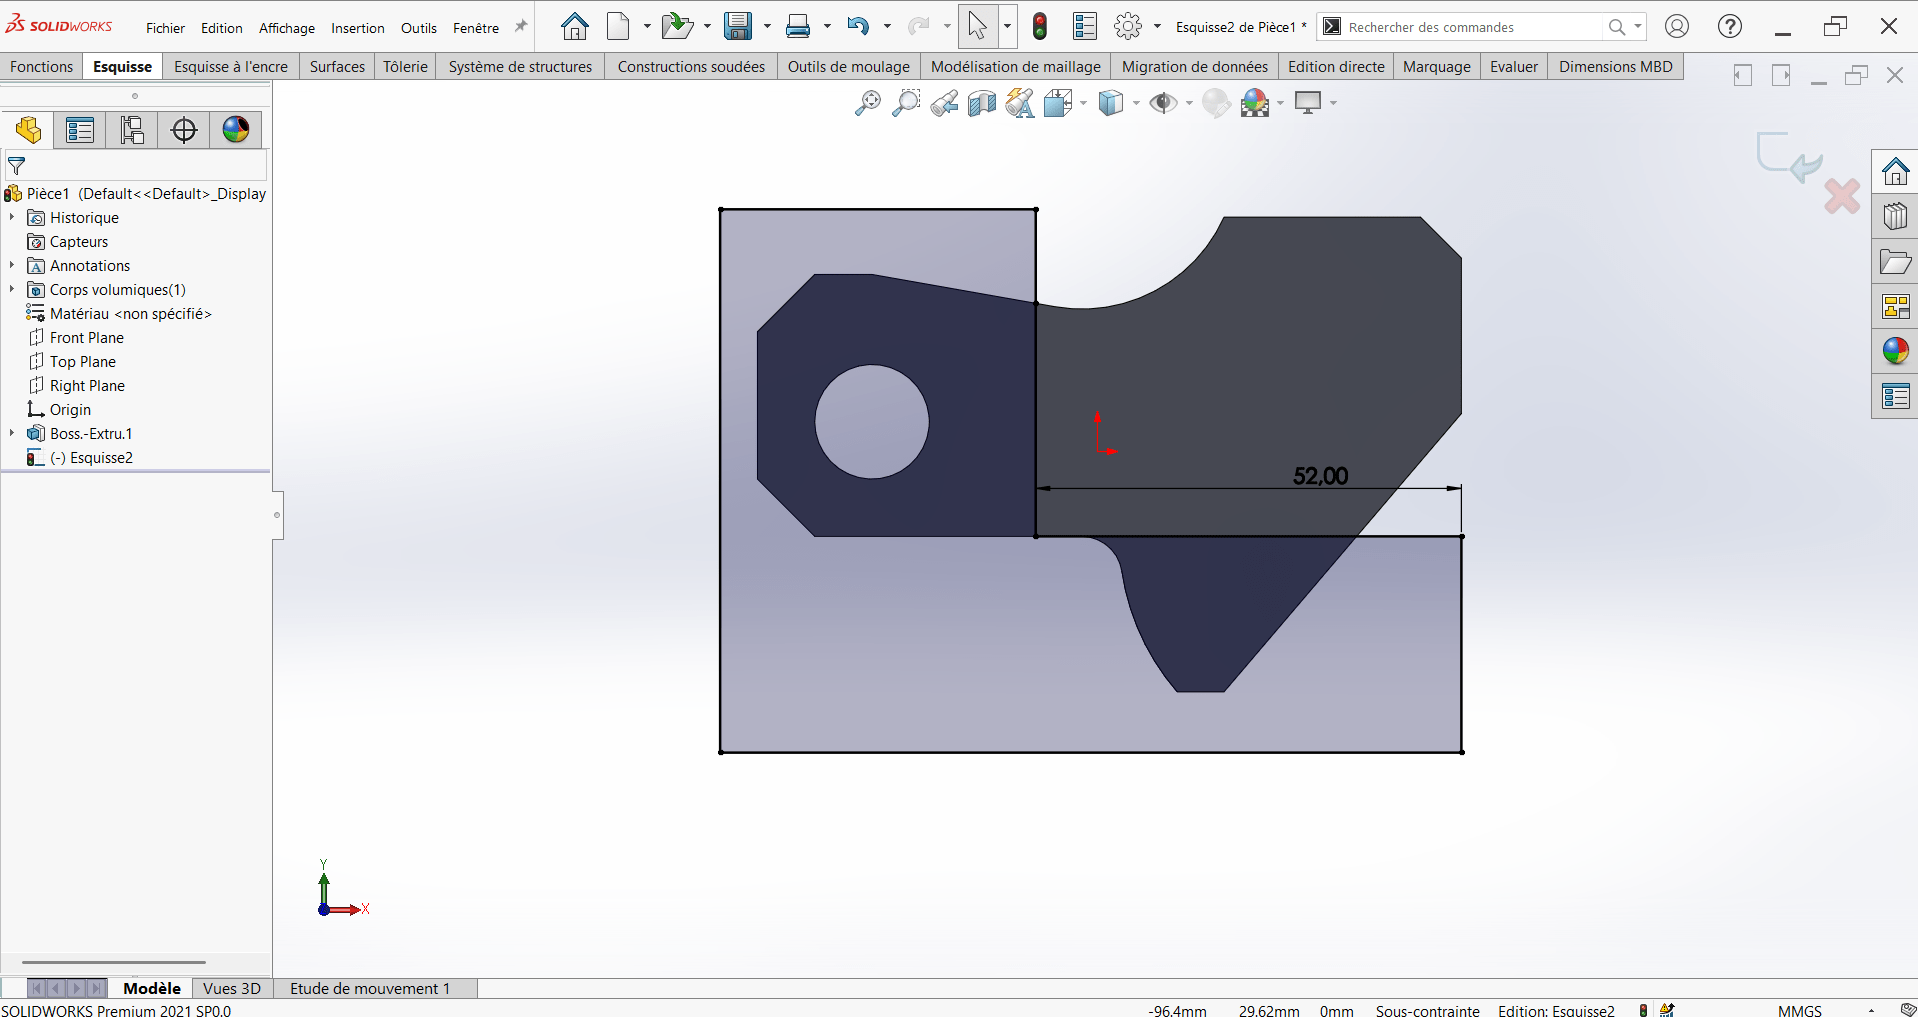 SOLIDWORKS Fichier Edition Affichage Insertion Outils Fenêtre Esquisse2 de Pièce1 * Rechercher des commandes
Fonctions Esquisse Esquisse à l'encre Surfaces Tôlerie Système de structures Constructions soudées Outils de moulage Modélisation de maillage Migration de données Edition directe Marquage Evaluer Dimensions MBD
Pièce1 (Default<<Default>_Display
Historique
Capteurs
Annotations
Corps volumiques(1)
Matériau <non spécifié>
Front Plane
Top Plane
Right Plane
Origin
Boss.-Extru.1
(-) Esquisse2
52,00
Y
X
Modèle Vues 3D Etude de mouvement 1
SOLIDWORKS Premium 2021 SP0.0 -96.4mm 29.62mm 0mm Sous-contrainte Edition: Esquisse2 MMGS